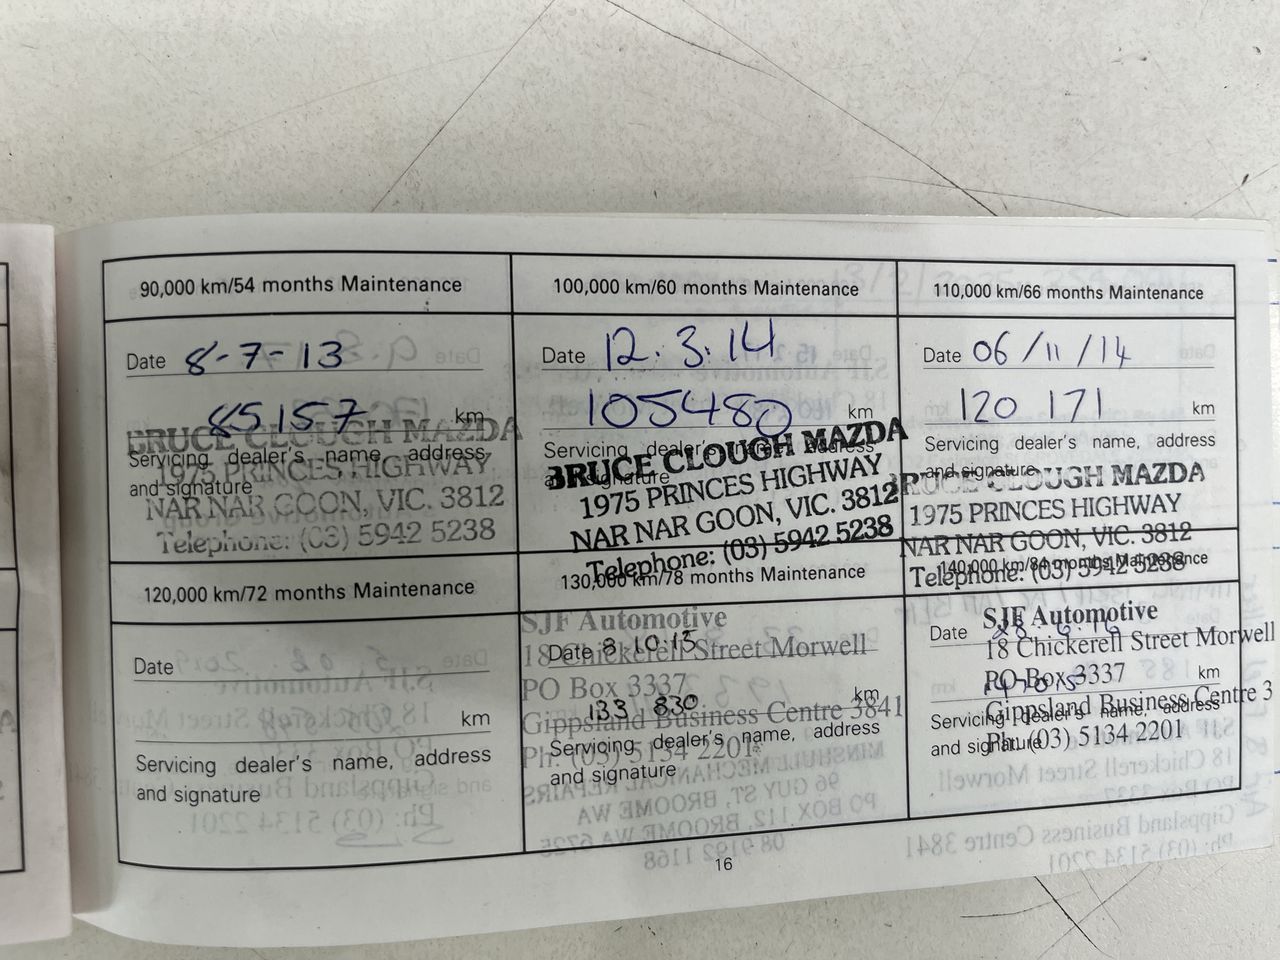 90,000 km/54 months Maintenance
Date 8-7-13
85157 km
Servicing dealer's name, address
and signature
BRUCE CLOUGH MAZDA
1975 PRINCES HIGHWAY
NAR NAR GOON, VIC. 3812
Telephone: (03) 5942 5238
100,000 km/60 months Maintenance
Date 12.3.14
105480 km
Servicing dealer's name, address
and signature
BRUCE CLOUGH MAZDA
1975 PRINCES HIGHWAY
NAR NAR GOON, VIC. 3812
Telephone: (03) 5942 5238
110,000 km/66 months Maintenance
Date 06/11/14
120 171 km
Servicing dealer's name, address
and signature
BRUCE CLOUGH MAZDA
1975 PRINCES HIGHWAY
NAR NAR GOON, VIC. 3812
Telephone: (03) 5942 5238
120,000 km/72 months Maintenance
Date
km
Servicing dealer's name, address
and signature
130,000 km/78 months Maintenance
SJF Automotive
Date 8.10.15
18 Chickerell Street Morwell
PO Box 3337
133 830 km
Gippsland Business Centre 3841
Servicing dealer's name, address
Ph: (03) 5134 2201
and signature
140,000 km/84 months Maintenance
SJF Automotive
Date 28.6.16
18 Chickerell Street Morwell
PO Box 3337
km
Gippsland Business Centre 3
Servicing dealer's name, address
and signature
Ph: (03) 5134 2201
16